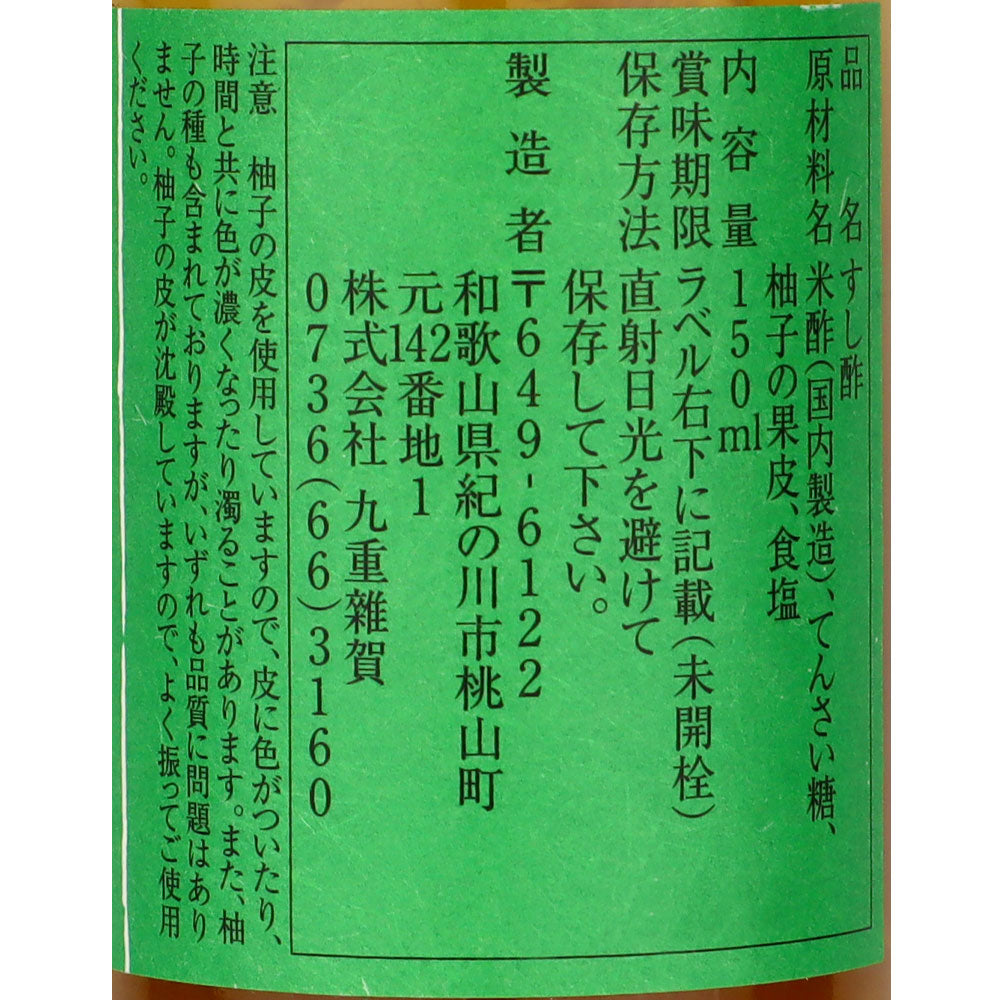 品名 すし酢
原材料名 米酢(国内製造)、てんさい糖、
柚子の果皮、食塩
内容量 150ml
賞味期限 ラベル右下に記載(未開栓)
保存方法 直射日光を避けて
保存して下さい。
製造者 〒649-6122
和歌山県紀の川市桃山町
元142番地1
株式会社 九重雜賀
0736(66)3160
注意 柚子の皮を使用していますので、皮に色がついたり、
時間と共に色が濃くなったり濁ることがあります。また、柚
子の種も含まれておりますが、いずれも品質に問題はあり
ません。柚子の皮が沈殿していますので、よく振ってご使用
ください。